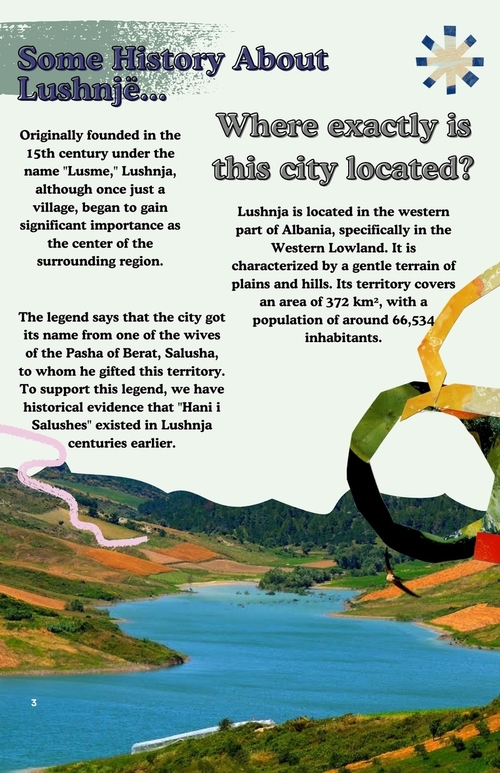 Some History About
Lushnjë...
Originally founded in the
15th century under the
name "Lusme," Lushnja,
although once just a
village, began to gain
significant importance as
the center of the
surrounding region.
The legend says that the city got
its name from one of the wives
of the Pasha of Berat, Salusha,
to whom he gifted this territory.
To support this legend, we have
historical evidence that "Hani i
Salushes" existed in Lushnja
centuries earlier.
Where exactly is
this city located?
Lushnja is located in the western
part of Albania, specifically in the
Western Lowland. It is
characterized by a gentle terrain of
plains and hills. Its territory covers
an area of 372 km², with a
population of around 66,534
inhabitants.
3